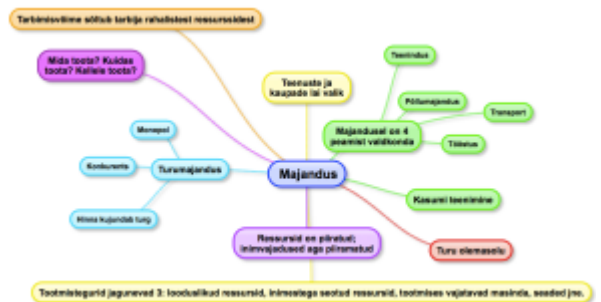 Tarbimisvõime sõltub tarbija rahalistest ressurssidest
Mida toota? Kuidas
toota? Kellele toota?
Teenuste ja
kaupade lai valik
Teenindus
Põllumajandus
Transport
Tööstus
Majandusel on 4
peamist valdkonda
Monopol
Konkurents
Turumajandus
Hinna kujundab turg
Majandus
Kasumi teenimine
Ressursid on piiratud;
inimvajadused aga piiramatud
Turu olemasolu
Tootmistegurid jagunevad 3: looduslikud ressursid, inimestega seotud ressursid, tootmises vajatavad masinad, seaded jne.